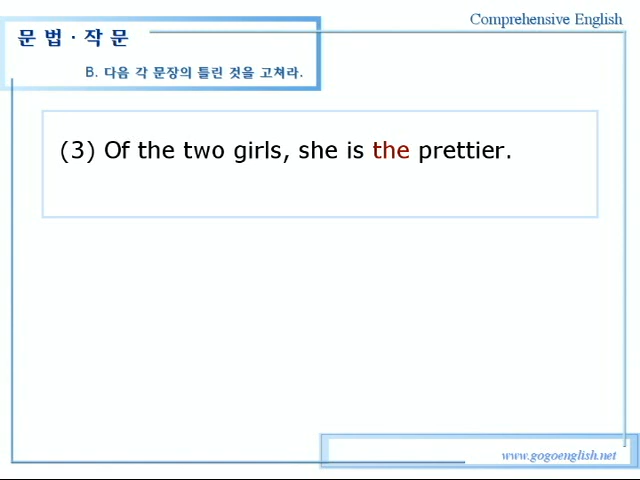 Comprehensive English
문 법 · 작 문
B. 다음 각 문장의 틀린 것을 고쳐라.
(3) Of the two girls, she is the prettier.
www.gogoenglish.net